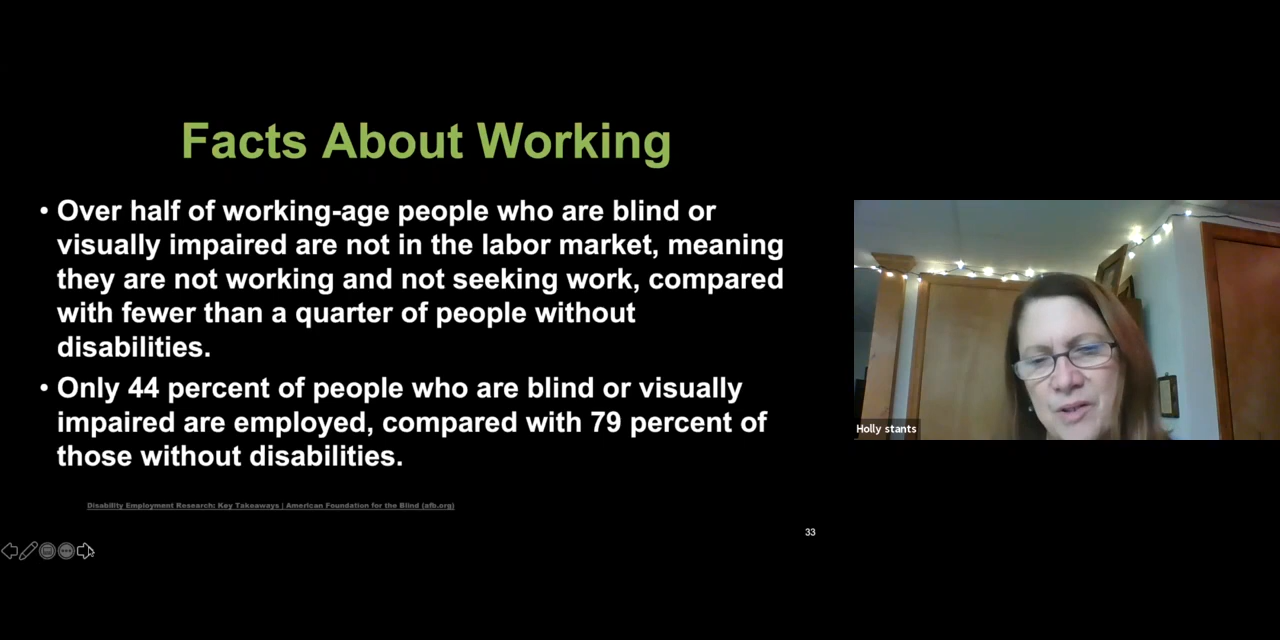 Facts About Working
• Over half of working-age people who are blind or
visually impaired are not in the labor market, meaning
they are not working and not seeking work, compared
with fewer than a quarter of people without
disabilities.
• Only 44 percent of people who are blind or visually
impaired are employed, compared with 79 percent of
those without disabilities.
Disability Employment Research: Key Takeaways | American Foundation for the Blind (afb.org)
33
Holly stants